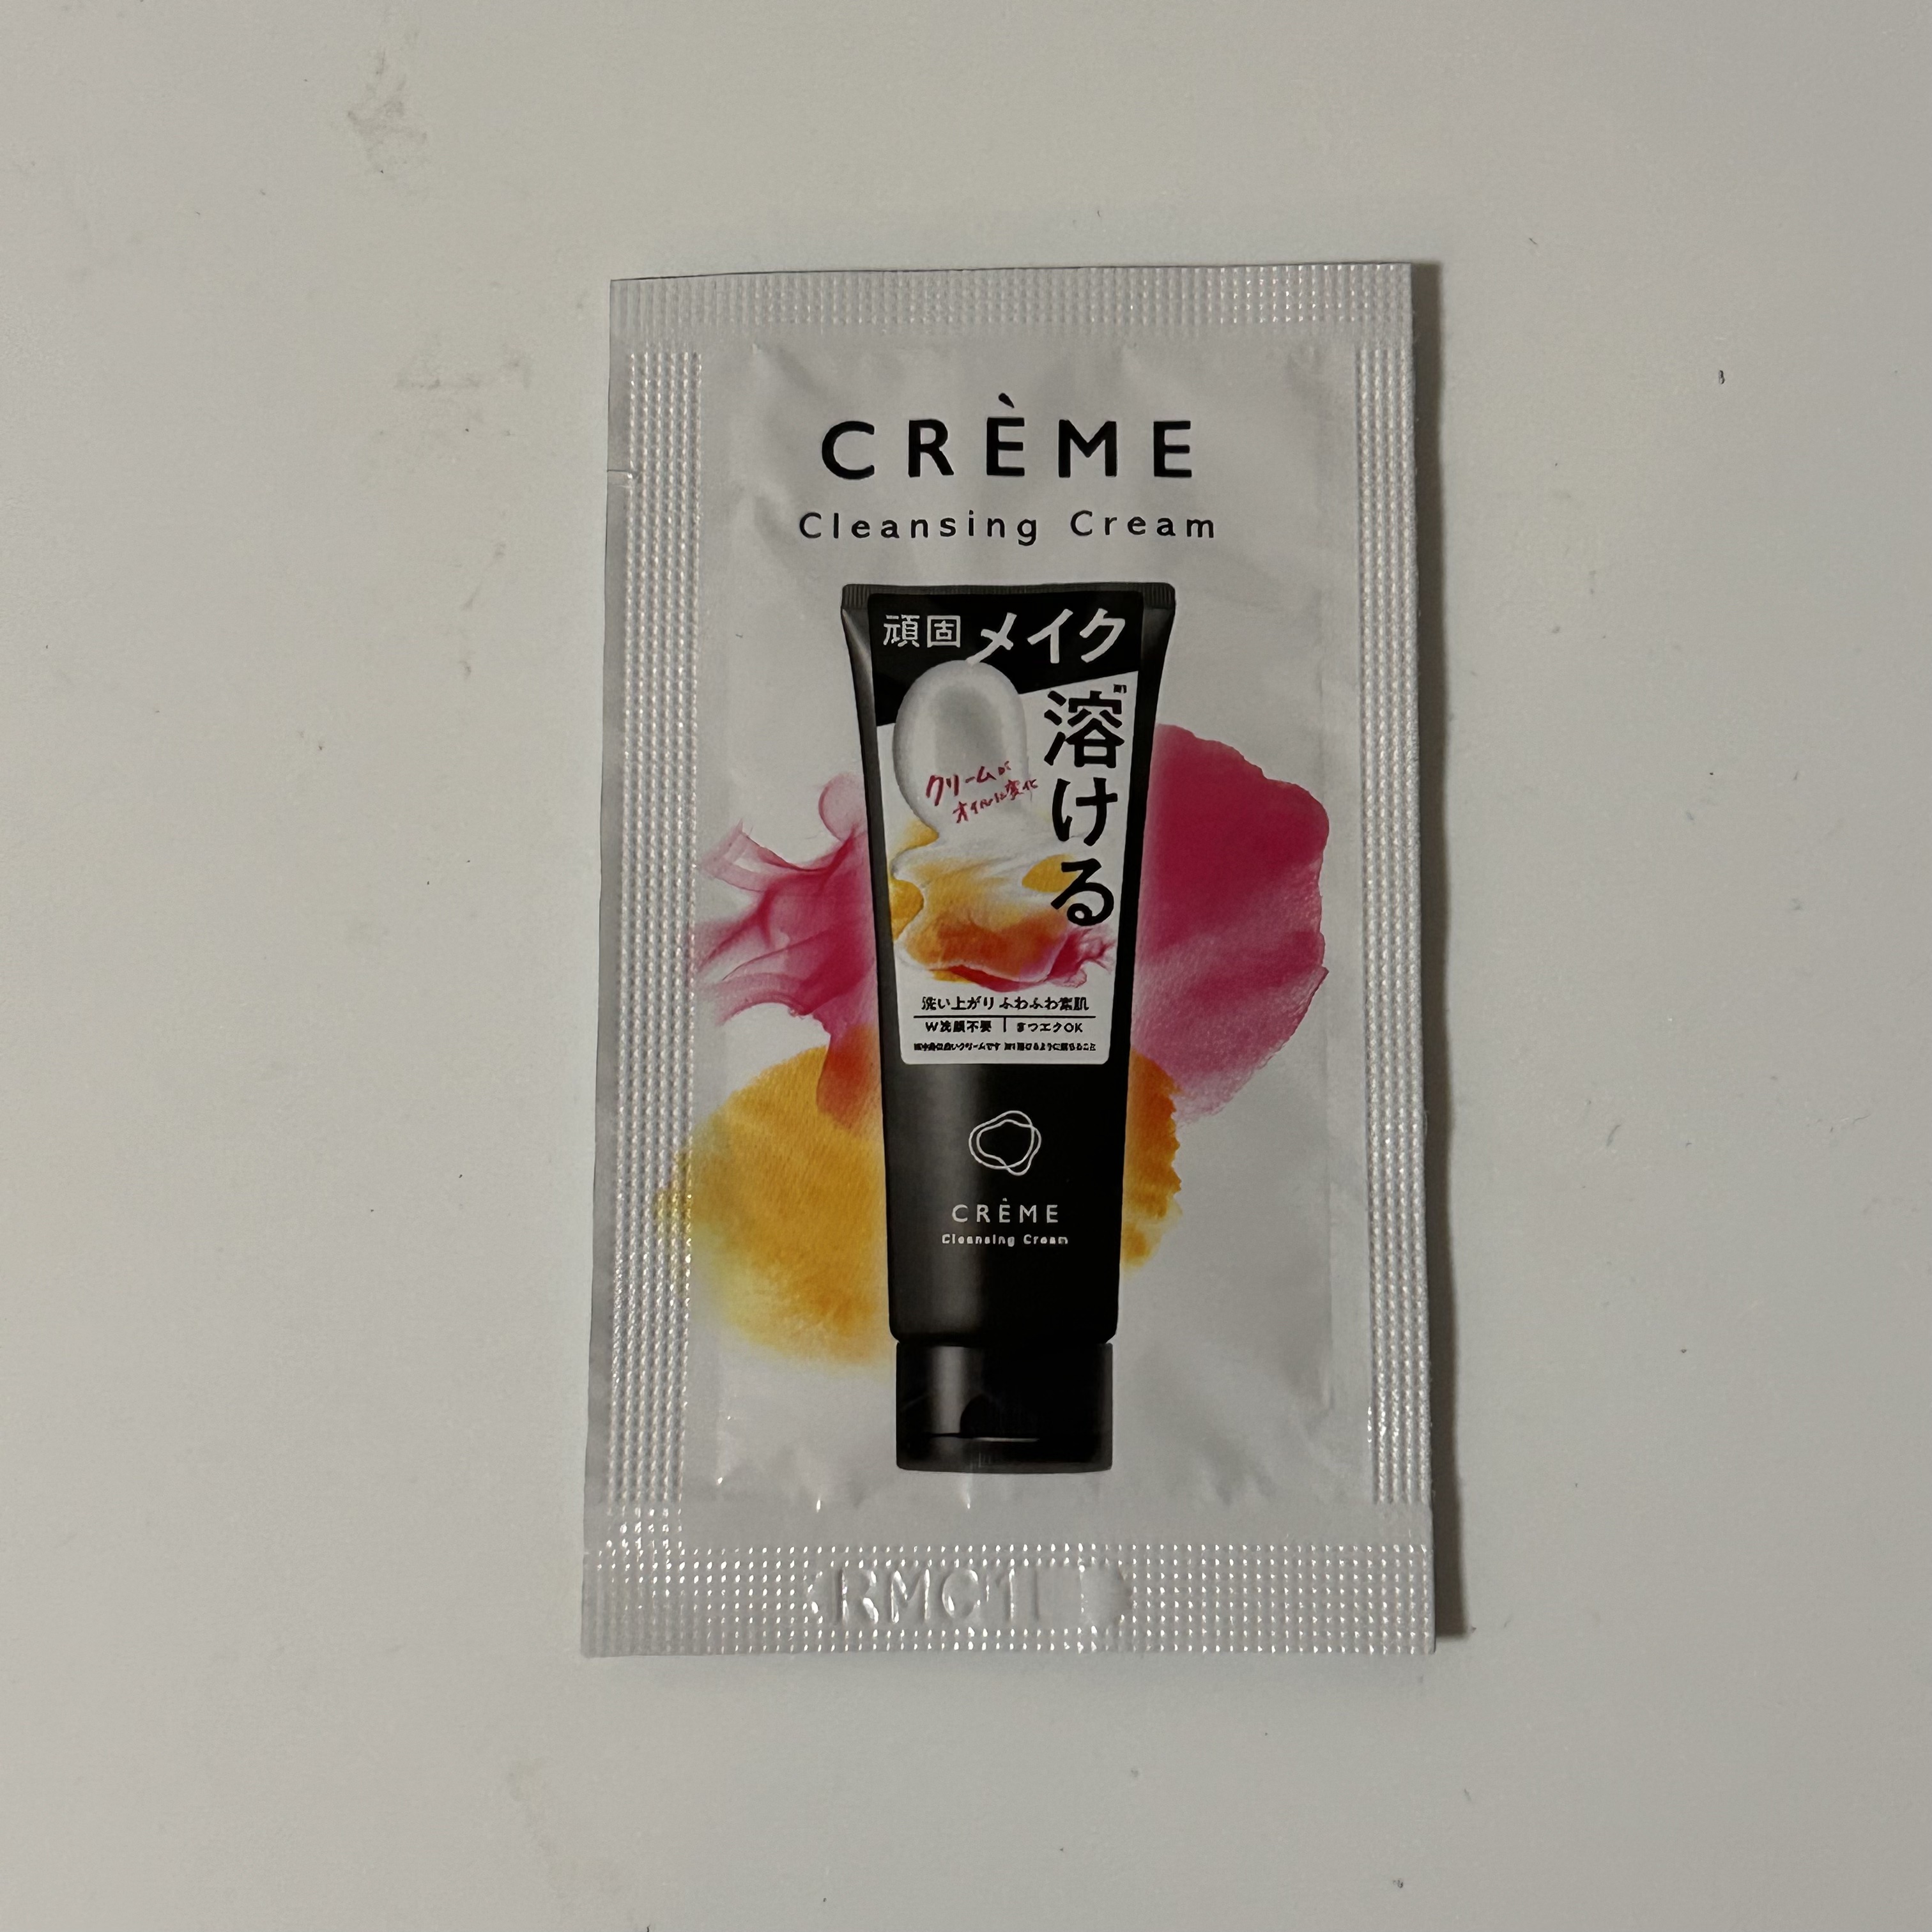 CRÈME
Cleansing Cream
頑固メイク
溶ける
クリームが
オイルに変化
洗い上がりふわふわ素肌
W洗顔不要 まつエクOK
CRÈME
Cleansing Cream
RMO1